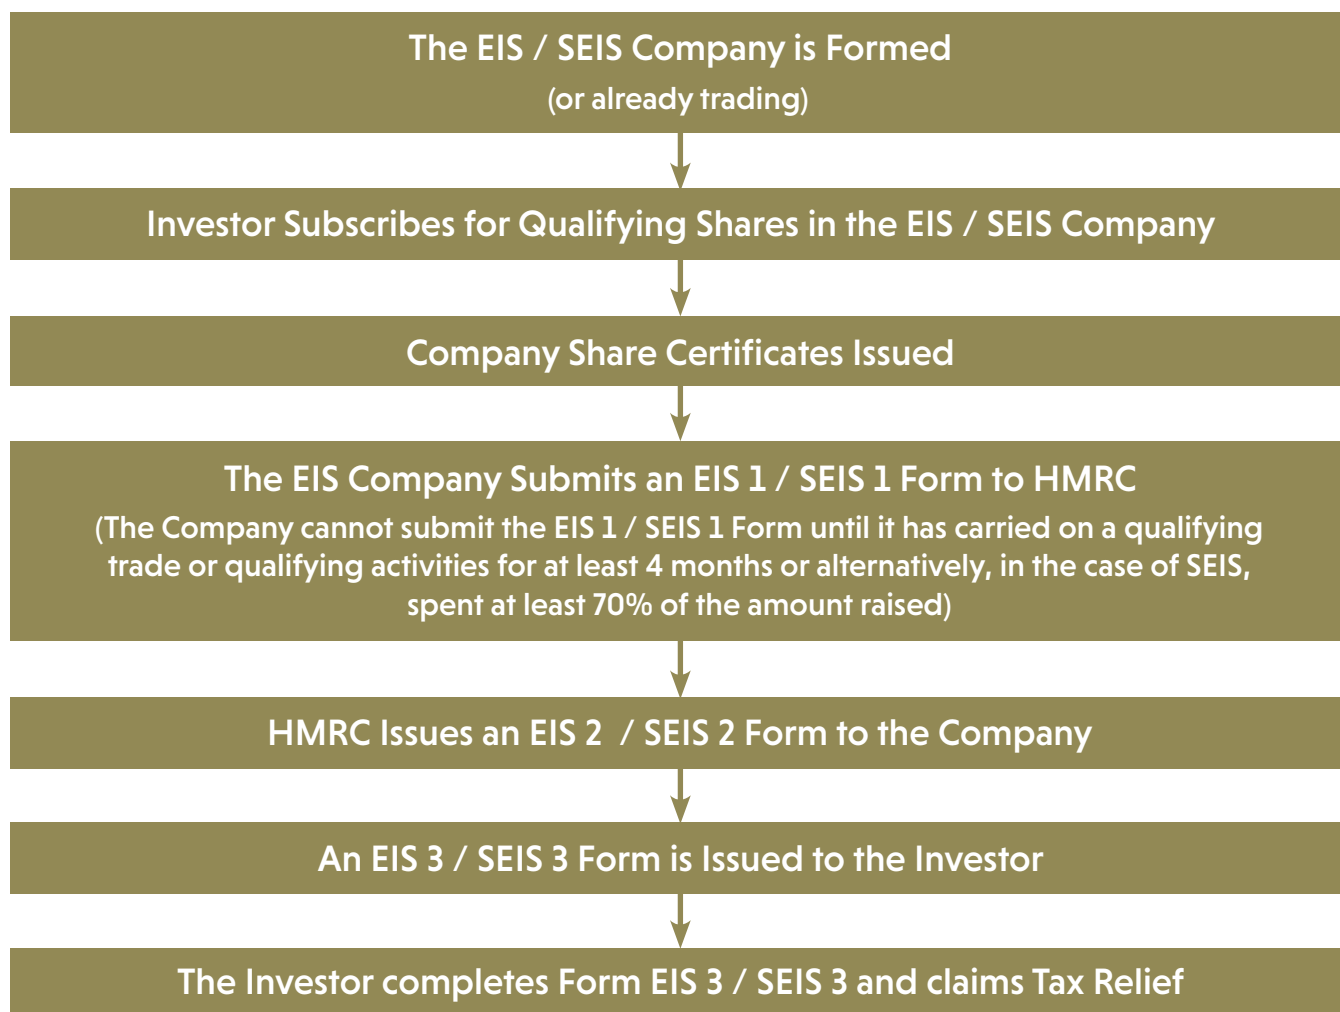 The EIS / SEIS Company is Formed
(or already trading)
Investor Subscribes for Qualifying Shares in the EIS / SEIS Company
Company Share Certificates Issued
The EIS Company Submits an EIS 1 / SEIS 1 Form to HMRC
(The Company cannot submit the EIS 1 / SEIS 1 Form until it has carried on a qualifying
trade or qualifying activities for at least 4 months or alternatively, in the case of SEIS,
spent at least 70% of the amount raised)
HMRC Issues an EIS 2 / SEIS 2 Form to the Company
An EIS 3 / SEIS 3 Form is Issued to the Investor
The Investor completes Form EIS 3 / SEIS 3 and claims Tax Relief